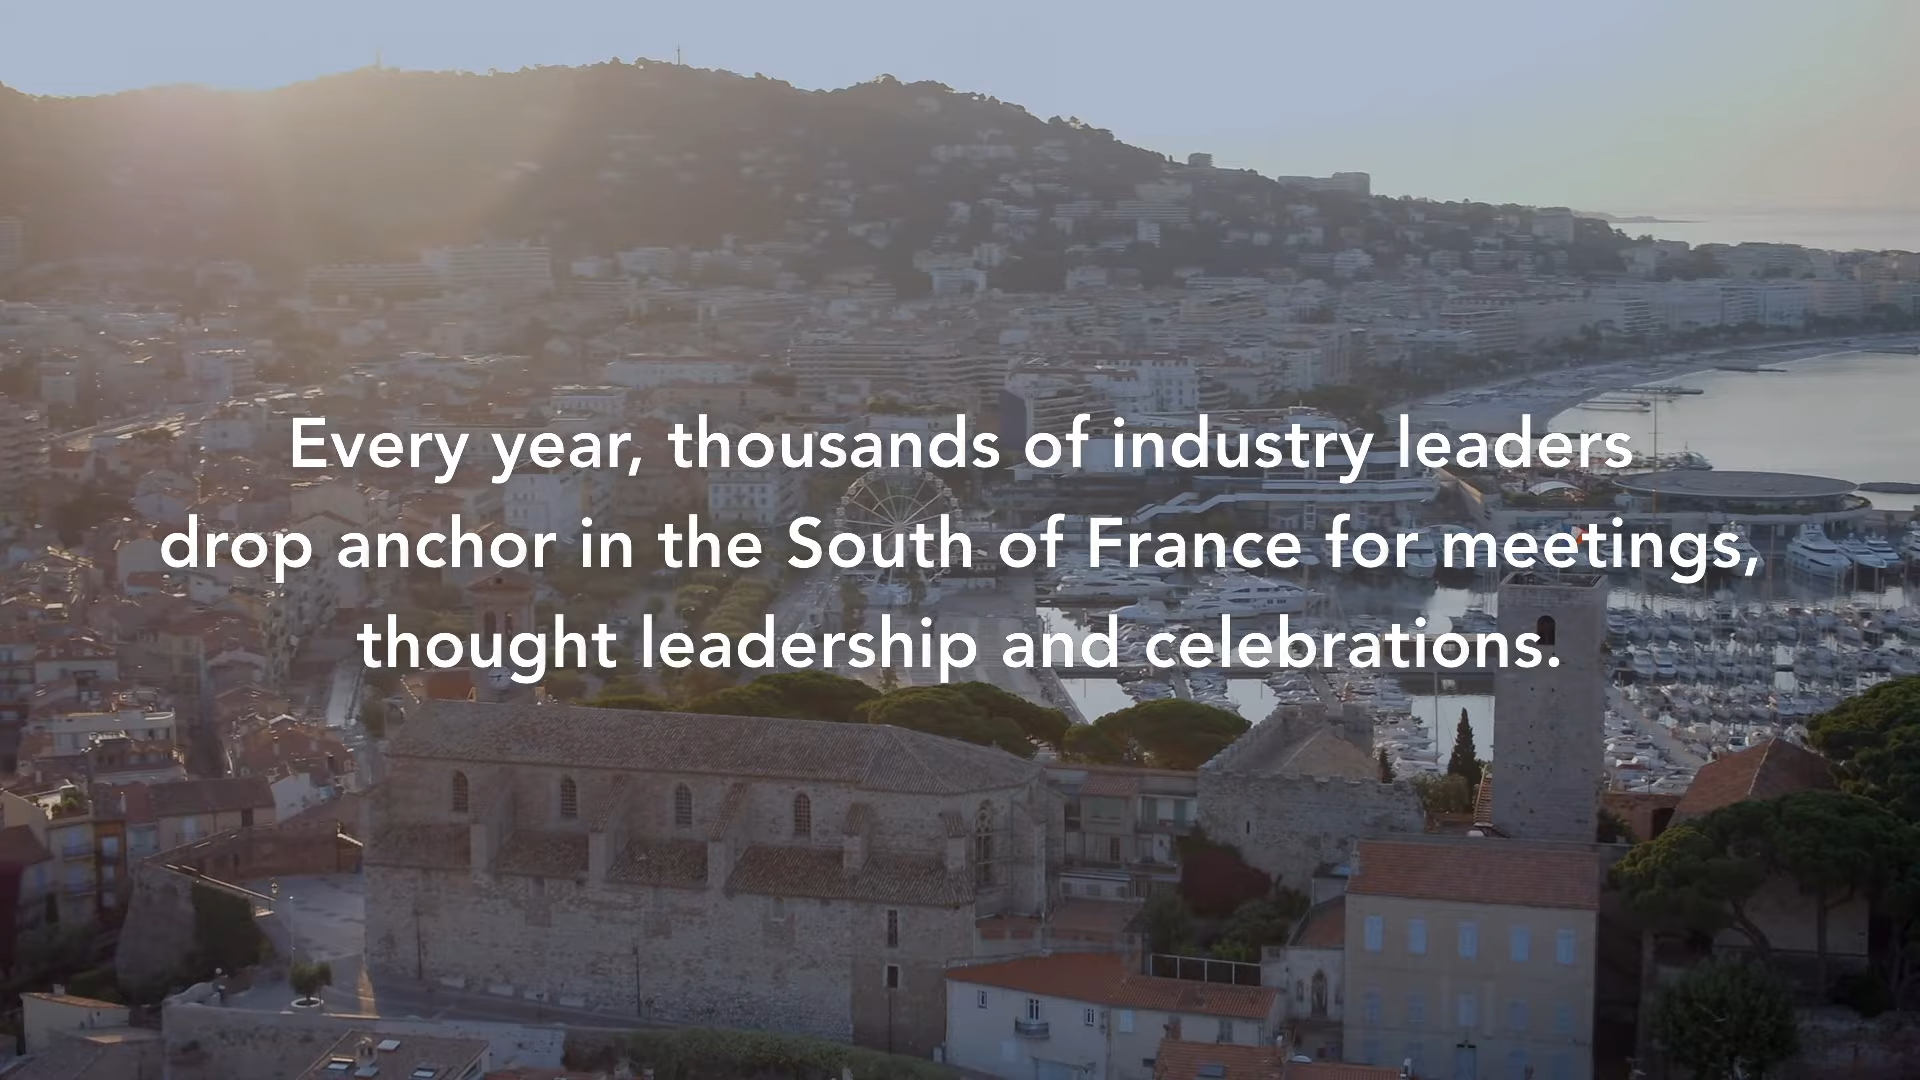 Every year, thousands of industry leaders
drop anchor in the South of France for meetings,
thought leadership and celebrations.